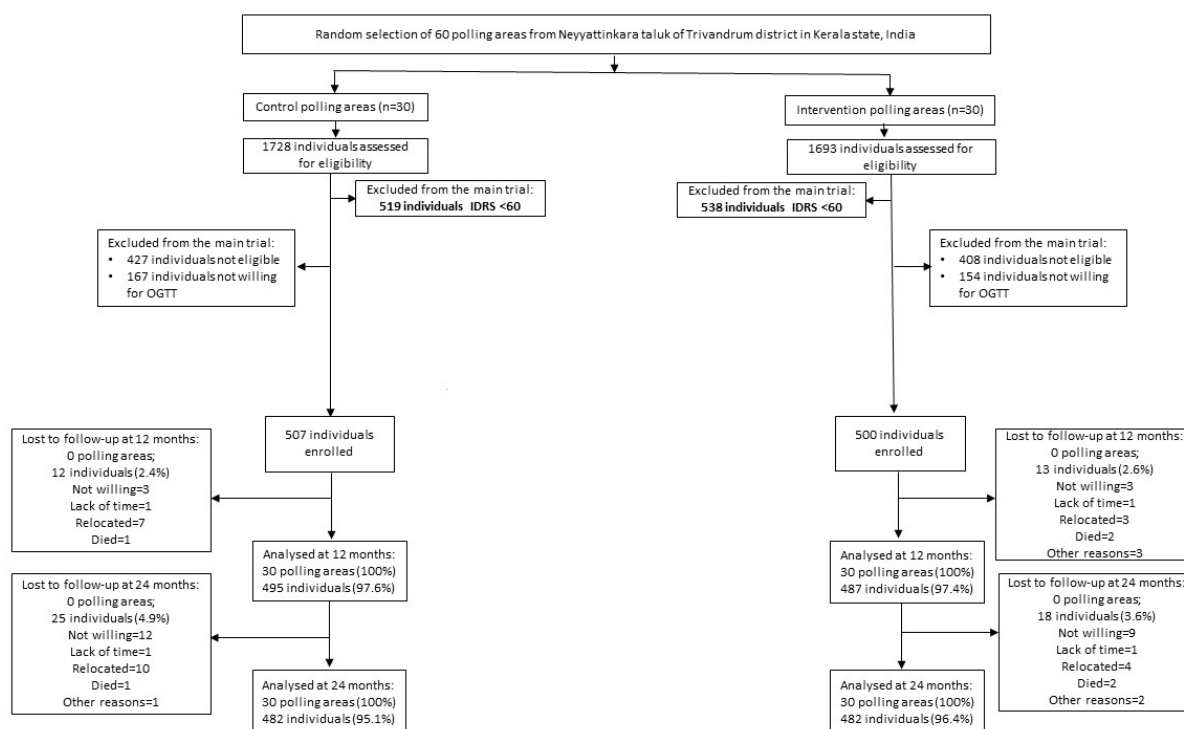 Random selection of 60 polling areas from Neyyattinkara taluk of Trivandrum district in Kerala state, India
Control polling areas (n=30)
Intervention polling areas (n=30)
1728 individuals assessed
for eligibility
1693 individuals assessed for
eligibility
Excluded from the main trial:
519 individuals IDRS <60
Excluded from the main trial:
538 individuals IDRS <60
Excluded from the main trial:
• 427 individuals not eligible
• 167 individuals not willing
for OGTT
Excluded from the main trial:
• 408 individuals not eligible
• 154 individuals not willing
for OGTT
507 individuals
enrolled
500 individuals
enrolled
Lost to follow-up at 12 months:
0 polling areas;
12 individuals (2.4%)
Not willing=3
Lack of time=1
Relocated=7
Died=1
Lost to follow-up at 12 months:
0 polling areas;
13 individuals (2.6%)
Not willing=3
Lack of time=1
Relocated=3
Died=2
Other reasons=3
Analysed at 12 months:
30 polling areas (100%)
495 individuals (97.6%)
Analysed at 12 months:
30 polling areas (100%)
487 individuals (97.4%)
Lost to follow-up at 24 months:
0 polling areas;
25 individuals (4.9%)
Not willing=12
Lack of time=1
Relocated=10
Died=1
Other reasons=1
Lost to follow-up at 24 months:
0 polling areas;
18 individuals (3.6%)
Not willing=9
Lack of time=1
Relocated=4
Died=2
Other reasons=2
Analysed at 24 months:
30 polling areas (100%)
482 individuals (95.1%)
Analysed at 24 months:
30 polling areas (100%)
482 individuals (96.4%)